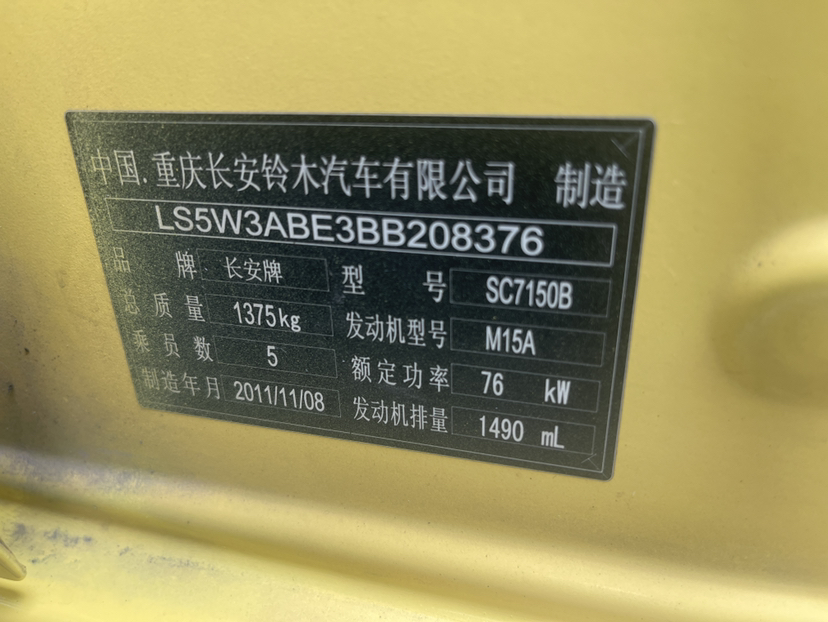 中国.重庆长安铃木汽车有限公司 制造
LS5W3ABE3BB208376
品牌 长安牌 型号 SC7150B
总质量 1375kg 发动机型号 M15A
乘员数 5 额定功率 76 kW
制造年月 2011/11/08 发动机排量 1490 mL